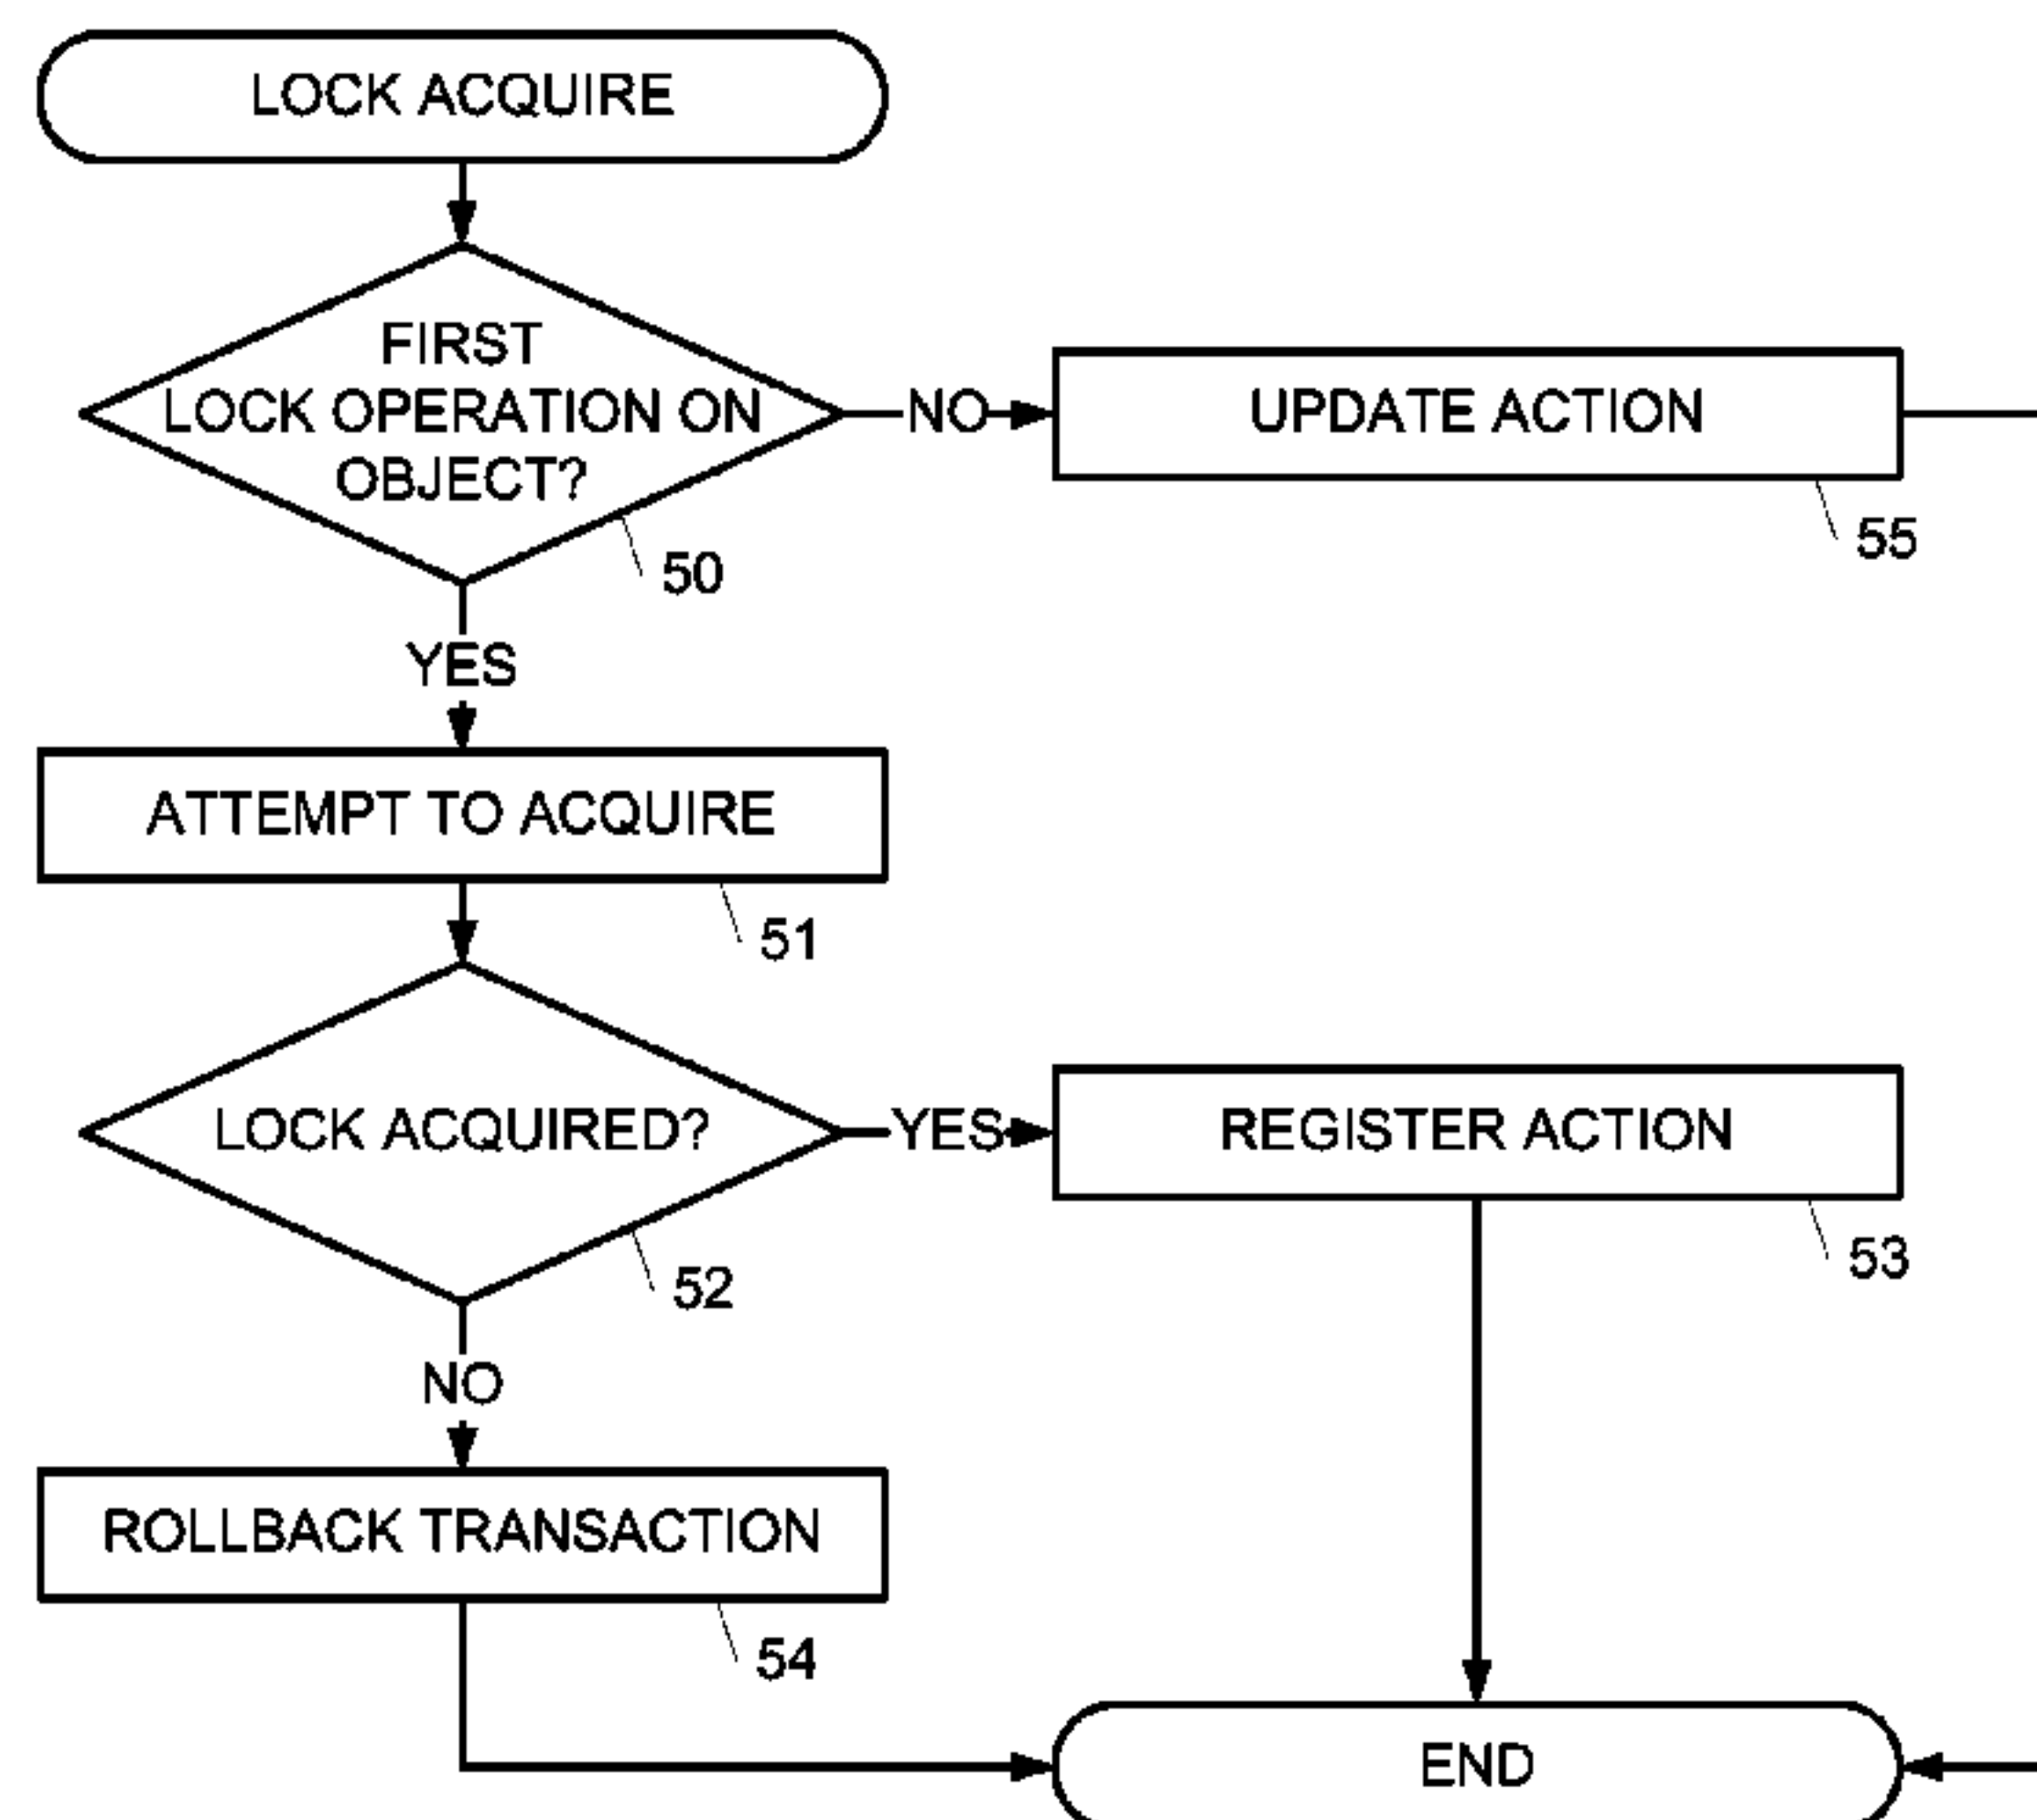 LOCK ACQUIRE
FIRST
LOCK OPERATION ON
OBJECT?
NO
UPDATE ACTION
55
50
YES
ATTEMPT TO ACQUIRE
51
LOCK ACQUIRED?
YES
REGISTER ACTION
53
52
NO
ROLLBACK TRANSACTION
54
END